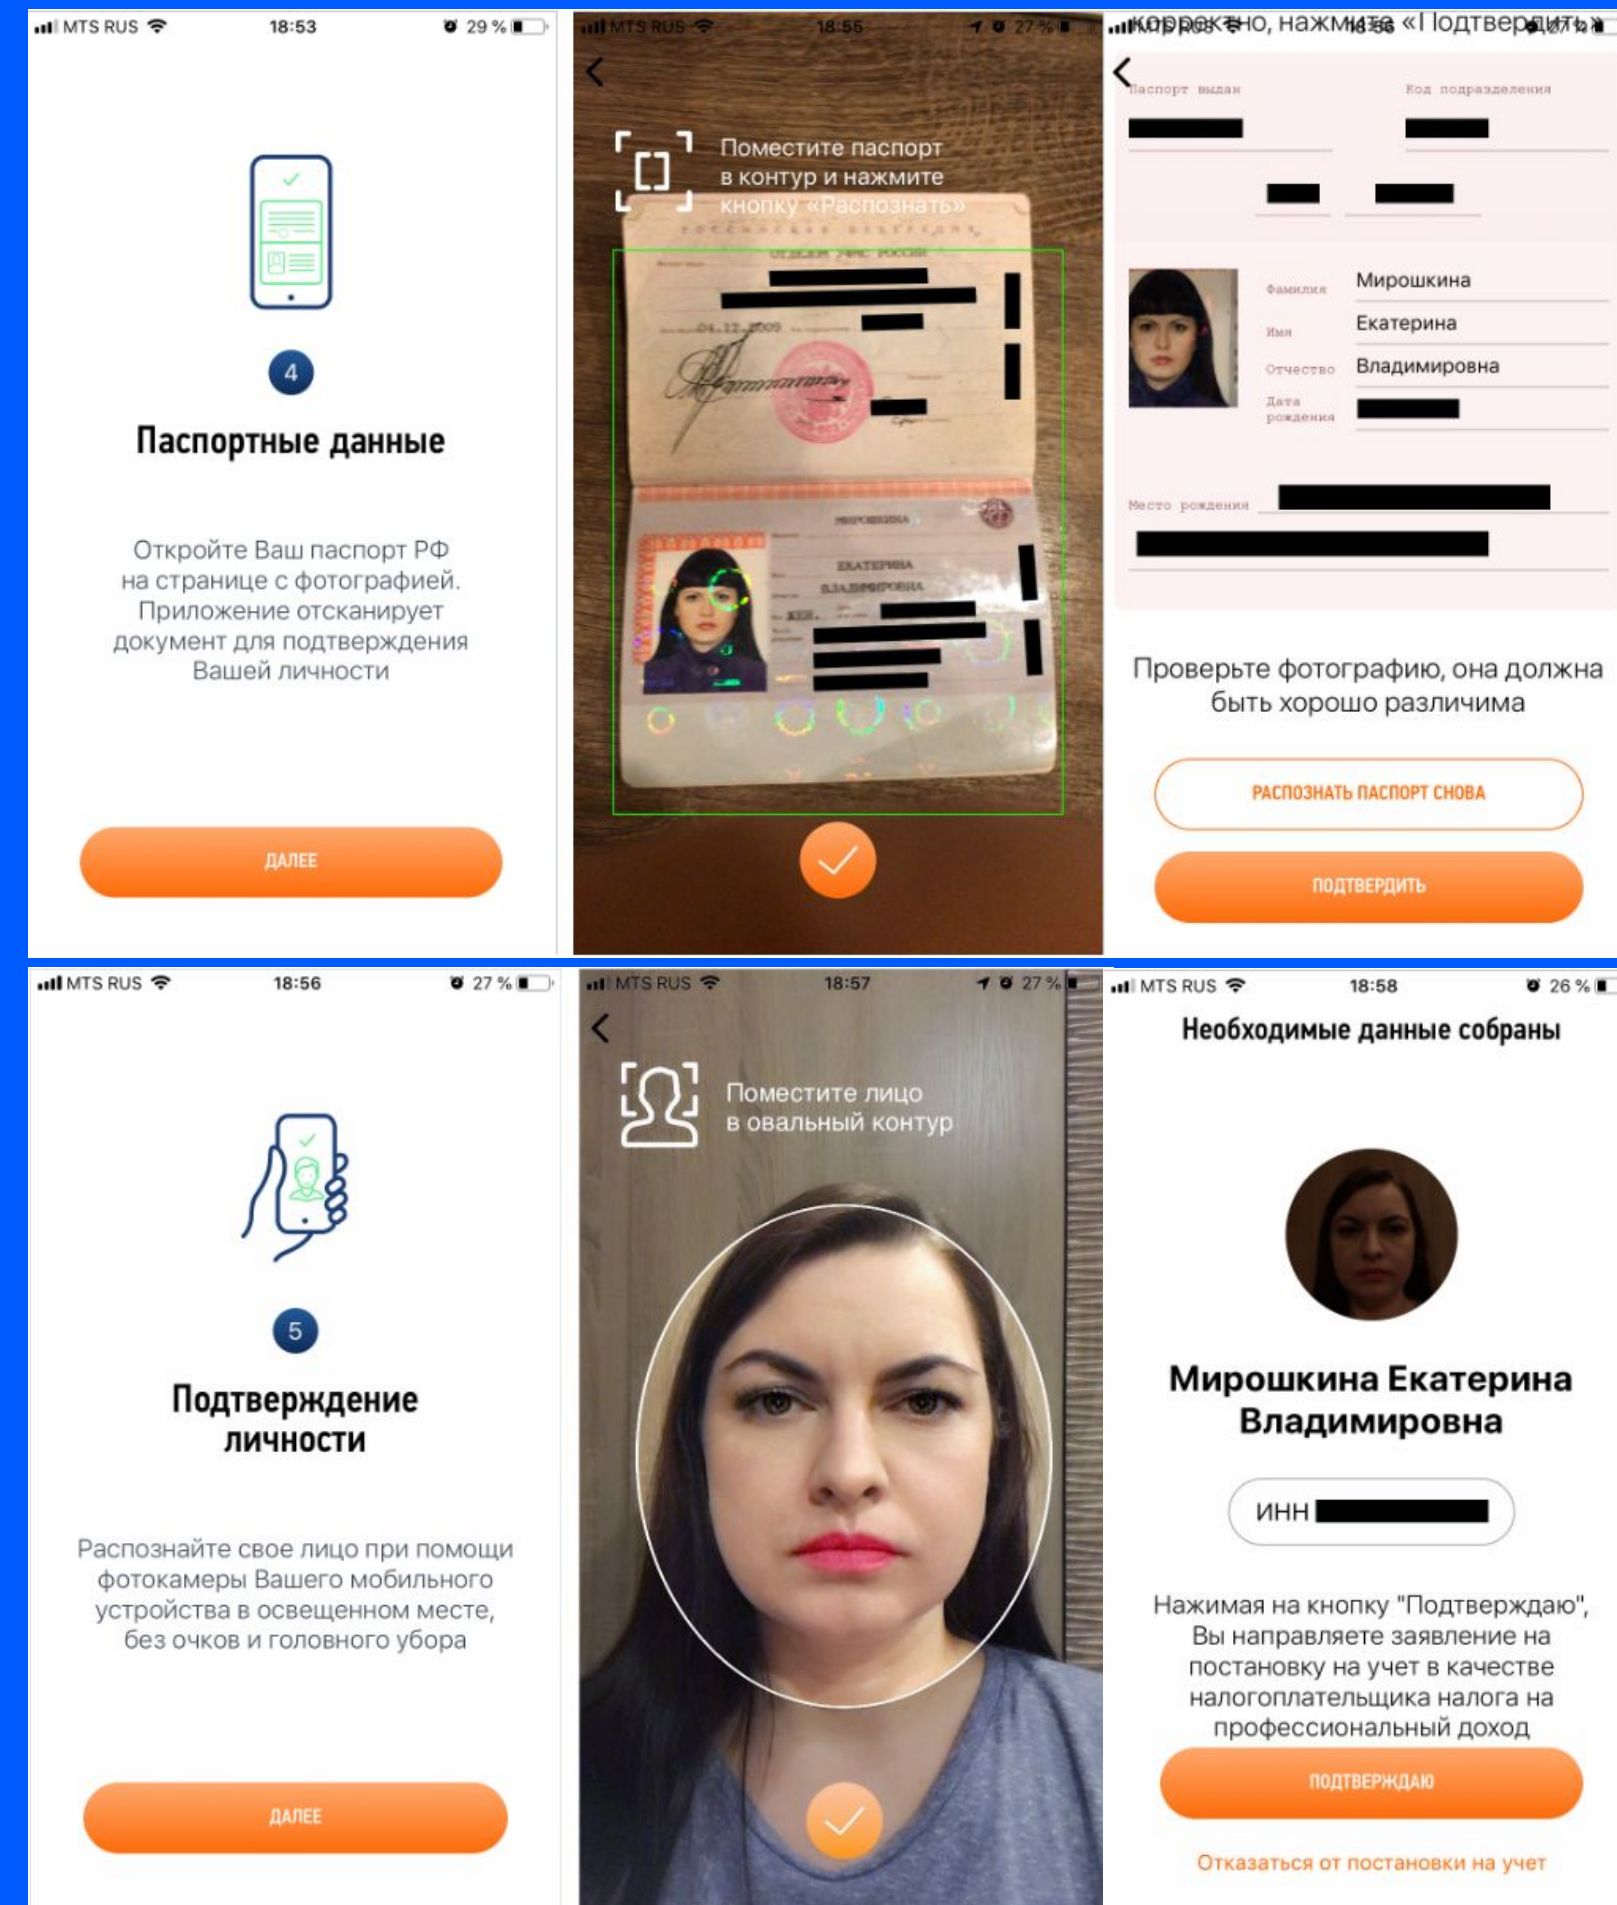 MTS RUS 18:53 29 %
4
Паспортные данные
Откройте Ваш паспорт РФ
на странице с фотографией.
Приложение отсканирует
документ для подтверждения
Вашей личности
ДАЛЕЕ
MTS RUS 18:55 27 %
Поместите паспорт
в контур и нажмите
кнопку «Распознать»
РОССИЙСКАЯ ФЕДЕРАЦИЯ
ОТДЕЛОМ УФМС РОССИИ
04.12.2009
МИРОШКИНА
ЕКАТЕРИНА
ВЛАДИМИРОВНА
ЖЕН.
корректно, нажмите «Подтвердить»
Паспорт выдан Код подразделения
Фамилия Мирошкина
Имя Екатерина
Отчество Владимировна
Дата
рождения
Место рождения
Проверьте фотографию, она должна
быть хорошо различима
РАСПОЗНАТЬ ПАСПОРТ СНОВА
ПОДТВЕРДИТЬ
MTS RUS 18:56 27 %
5
Подтверждение
личности
Распознайте свое лицо при помощи
фотокамеры Вашего мобильного
устройства в освещенном месте,
без очков и головного убора
ДАЛЕЕ
MTS RUS 18:57 27 %
Поместите лицо
в овальный контур
MTS RUS 18:58 26 %
Необходимые данные собраны
Мирошкина Екатерина
Владимировна
ИНН
Нажимая на кнопку "Подтверждаю",
Вы направляете заявление на
постановку на учет в качестве
налогоплательщика налога на
профессиональный доход
ПОДТВЕРЖДАЮ
Отказаться от постановки на учет